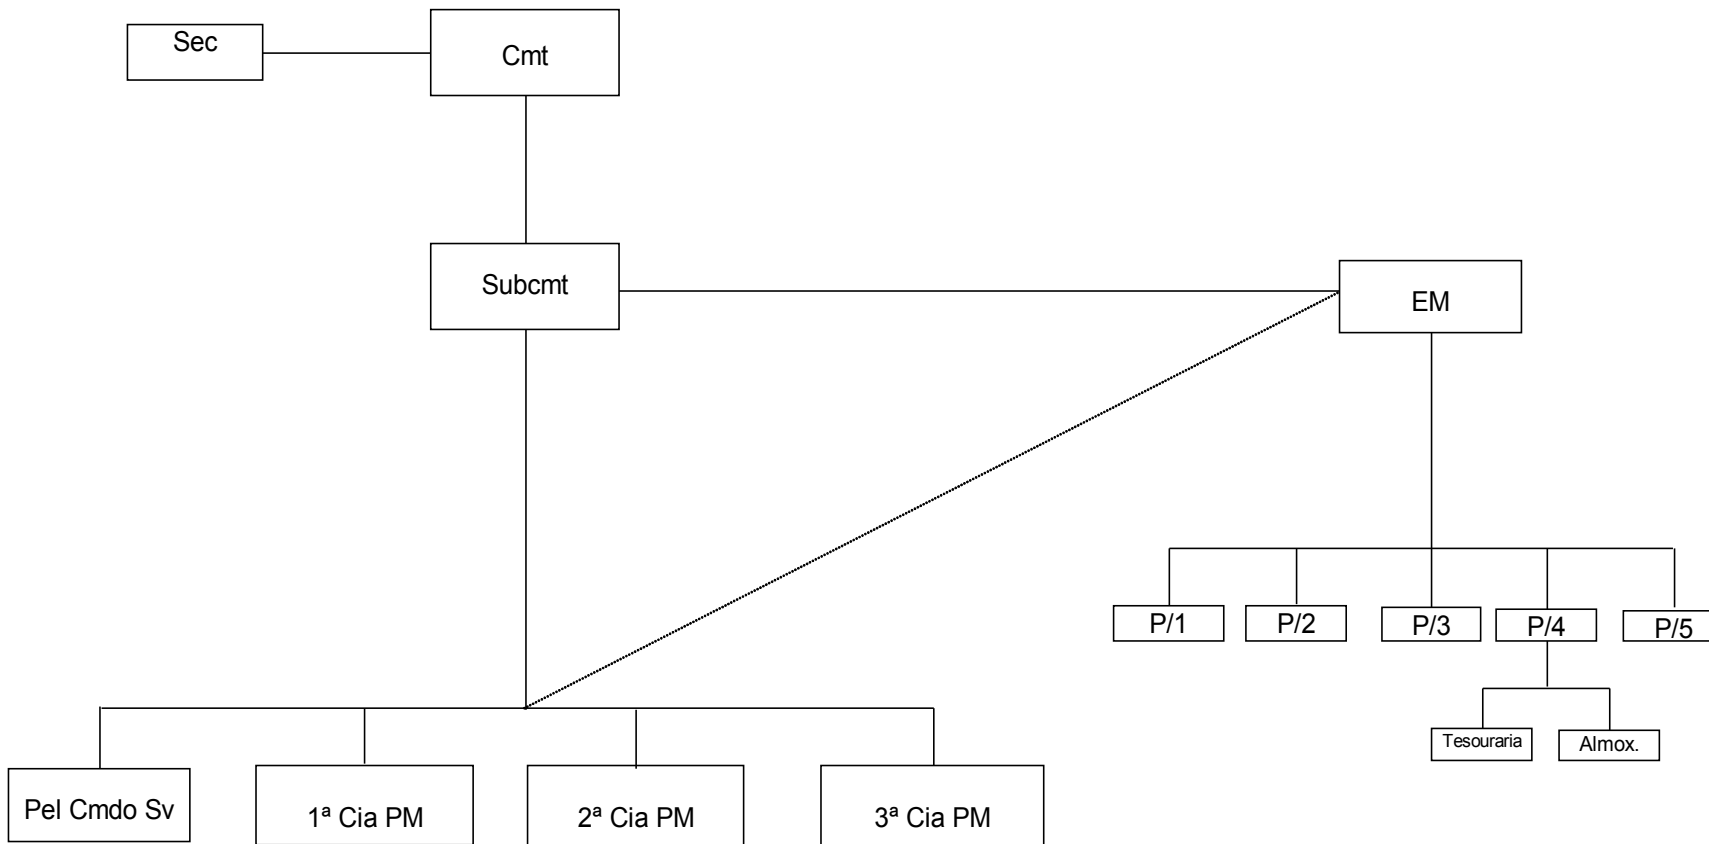 Sec
Cmt
Subcmt
EM
P/1
P/2
P/3
P/4
P/5
Tesouraria
Almox.
Pel Cmdo Sv
1ª Cia PM
2ª Cia PM
3ª Cia PM